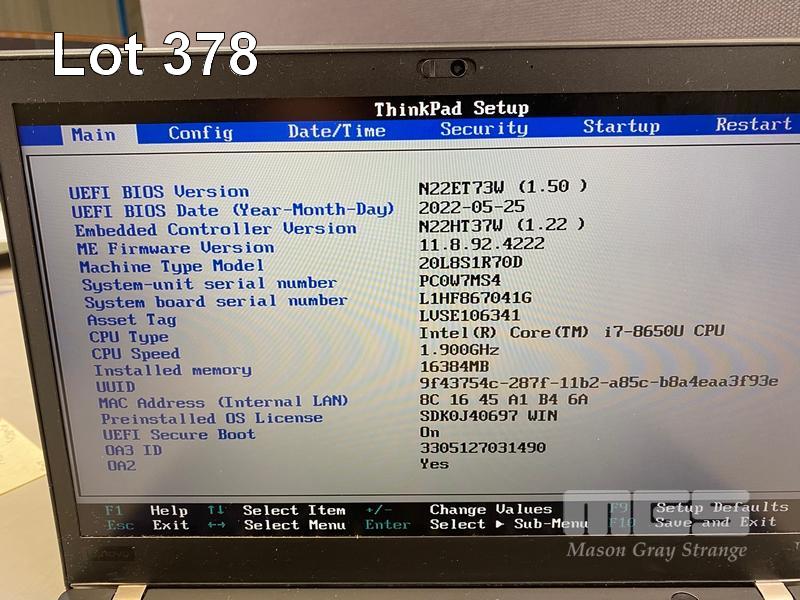 Lot 378
ThinkPad Setup
Main Config Date/Time Security Startup Restart
UEFI BIOS Version N22ET73W (1.50 )
UEFI BIOS Date (Year-Month-Day) 2022-05-25
Embedded Controller Version N22HT37W (1.22 )
ME Firmware Version 11.8.92.4222
Machine Type Model 20L8S1R70D
System-unit serial number PC0W7MS4
System board serial number L1HF867041G
Asset Tag LVSE106341
CPU Type Intel(R) Core(TM) i7-8650U CPU
CPU Speed 1.900GHz
Installed memory 16384MB
UUID 9f43754c-287f-11b2-a85c-b8a4eaa3f93e
MAC Address (Internal LAN) 8C 16 45 A1 B4 6A
Preinstalled OS License SDK0J40697 WIN
UEFI Secure Boot On
OA3 ID 3305127031490
OA2 Yes
F1 Help ↑↓ Select Item +/- Change Values F9 Setup Defaults
Esc Exit ←→ Select Menu Enter Select ▶ Sub-Menu F10 Save and Exit
MGS
Mason Gray Strange
Lenovo